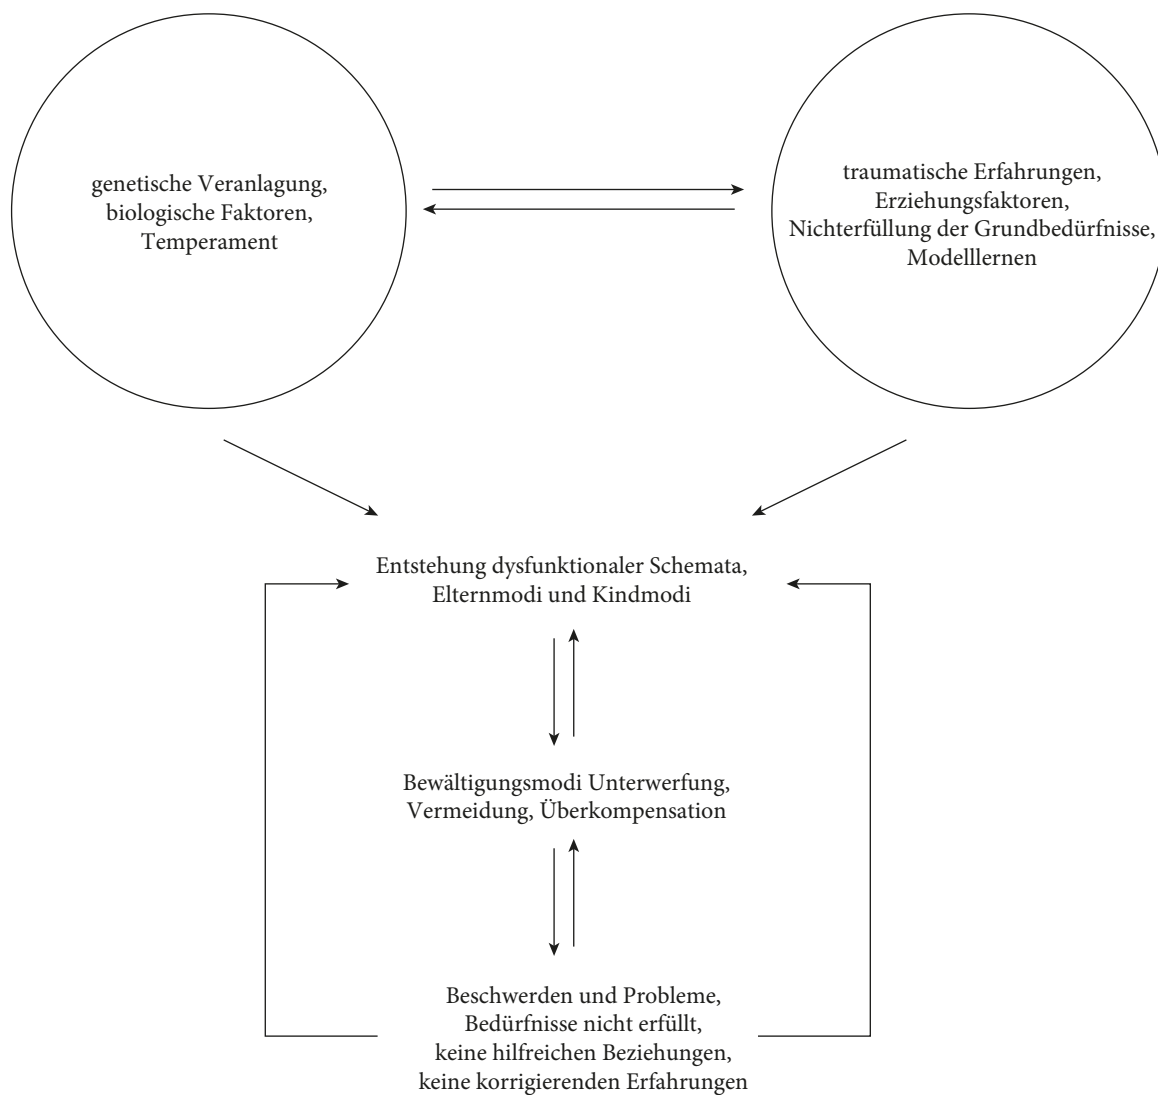 genetische Veranlagung,
biologische Faktoren,
Temperament
traumatische Erfahrungen,
Erziehungsfaktoren,
Nichterfüllung der Grundbedürfnisse,
Modelllernen
Entstehung dysfunktionaler Schemata,
Elternmodi und Kindmodi
Bewältigungsmodi Unterwerfung,
Vermeidung, Überkompensation
Beschwerden und Probleme,
Bedürfnisse nicht erfüllt,
keine hilfreichen Beziehungen,
keine korrigierenden Erfahrungen